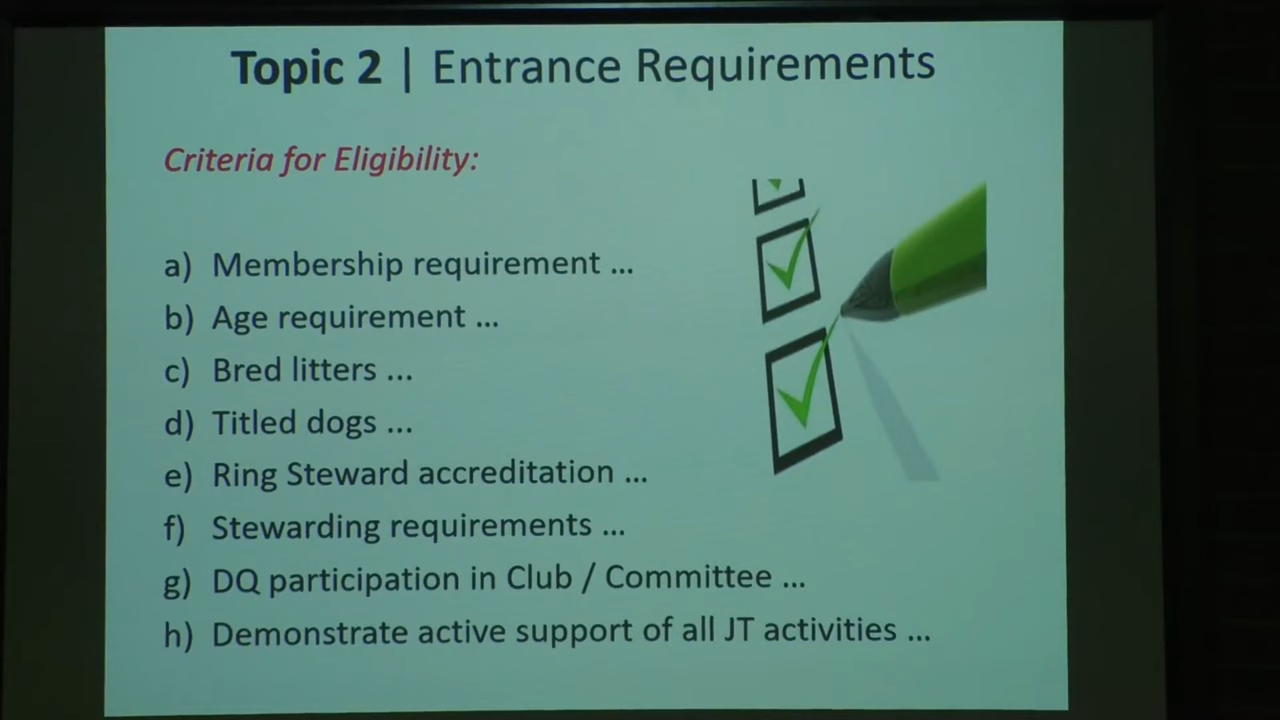 Topic 2 | Entrance Requirements
Criteria for Eligibility:
a) Membership requirement ...
b) Age requirement ...
c) Bred litters ...
d) Titled dogs ...
e) Ring Steward accreditation ...
f) Stewarding requirements ...
g) DQ participation in Club / Committee ...
h) Demonstrate active support of all JT activities ...